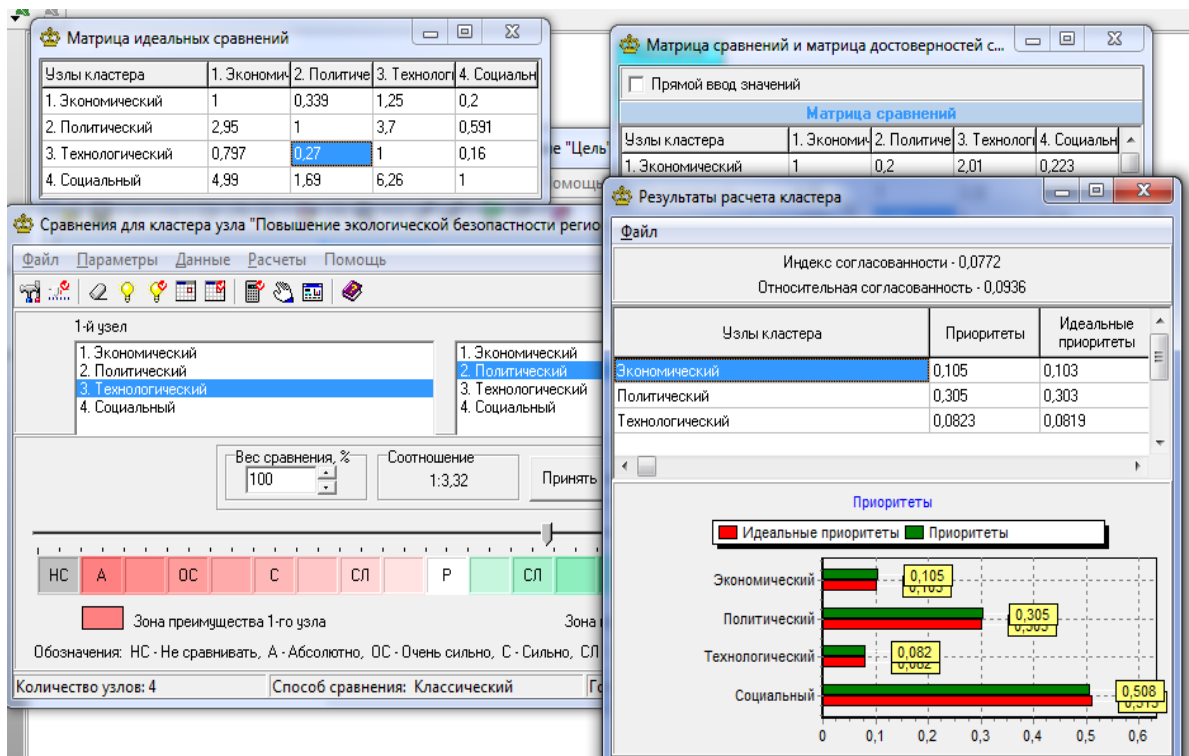 Матрица идеальных сравнений
Узлы кластера 1. Экономич 2. Политиче 3. Технологі 4. Социальн
1. Экономический 1 0,339 1,25 0,2
2. Политический 2,95 1 3,7 0,591
3. Технологический 0,797 0,27 1 0,16
4. Социальный 4,99 1,69 6,26 1
Матрица сравнений и матрица достоверностей с...
Прямой ввод значений
Матрица сравнений
Узлы кластера 1. Экономич 2. Политиче 3. Технологі 4. Социальн
1. Экономический 1 0,2 2,01 0,223
е "Цель"
омощь
Сравнения для кластера узла "Повышение экологической безопастности регио
Файл Параметры Данные Расчеты Помощь
1-й узел
1. Экономический
2. Политический
3. Технологический
4. Социальный
1. Экономический
2. Политический
3. Технологический
4. Социальный
Вес сравнения, %
100
Соотношение
1:3,32
Принять
НС А ОС С СЛ Р СЛ
Зона преимущества 1-го узла
Зона
Обозначения: НС - Не сравнивать, А - Абсолютно, ОС - Очень сильно, С - Сильно, СЛ
Количество узлов: 4 Способ сравнения: Классический Го
Результаты расчета кластера
Файл
Индекс согласованности - 0,0772
Относительная согласованность - 0,0936
Узлы кластера Приоритеты Идеальные приоритеты
Экономический 0,105 0,103
Политический 0,305 0,303
Технологический 0,0823 0,0819
Приоритеты
Идеальные приоритеты Приоритеты
Экономический 0,105
Политический 0,305
Технологический 0,082
Социальный 0,508
0 0,1 0,2 0,3 0,4 0,5 0,6